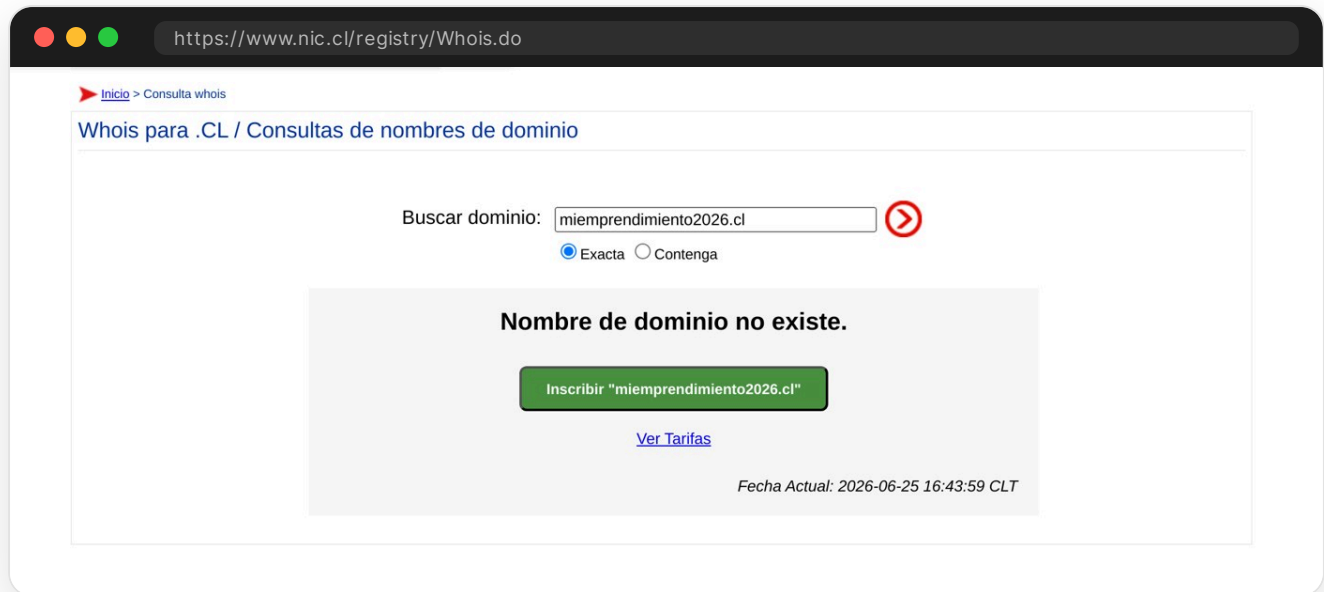 https://www.nic.cl/registry/Whois.do
Inicio > Consulta whois
Whois para .CL / Consultas de nombres de dominio
Buscar dominio: miemprendimiento2026.cl
Exacta Contenga
Nombre de dominio no existe.
Inscribir "miemprendimiento2026.cl"
Ver Tarifas
Fecha Actual: 2026-06-25 16:43:59 CLT